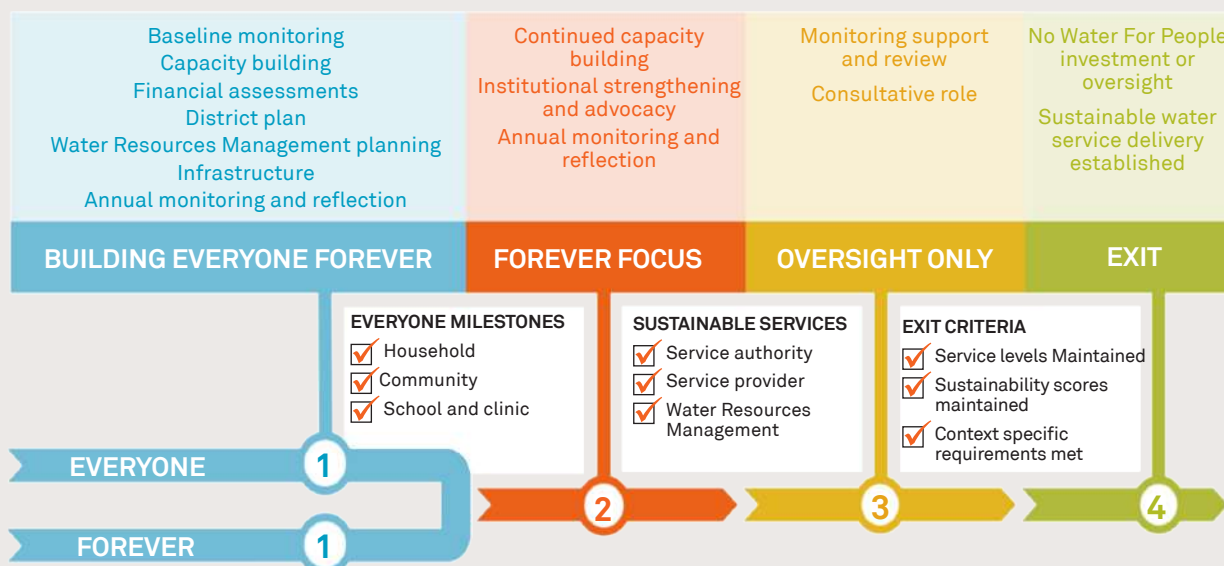 Baseline monitoring
Capacity building
Financial assessments
District plan
Water Resources Management planning
Infrastructure
Annual monitoring and reflection
Continued capacity
building
Institutional strengthening
and advocacy
Annual monitoring and
reflection
Monitoring support
and review
Consultative role
No Water For People
investment or
oversight
Sustainable water
service delivery
established
BUILDING EVERYONE FOREVER
FOREVER FOCUS
OVERSIGHT ONLY
EXIT
EVERYONE MILESTONES
Household
Community
School and clinic
SUSTAINABLE SERVICES
Service authority
Service provider
Water Resources
Management
EXIT CRITERIA
Service levels Maintained
Sustainability scores
maintained
Context specific
requirements met
EVERYONE
1
FOREVER
1
2
3
4